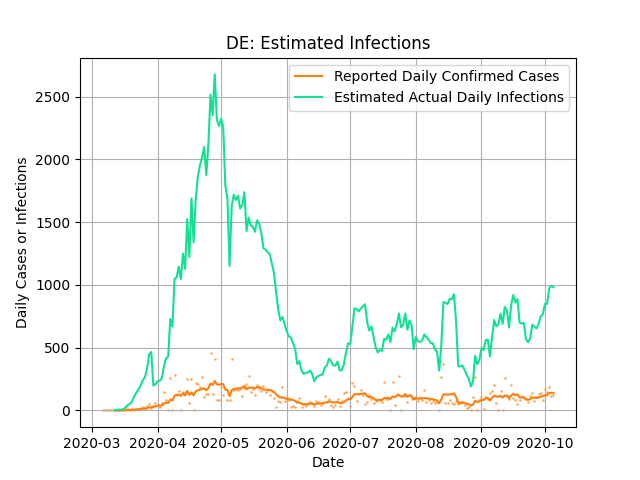 DE: Estimated Infections
Reported Daily Confirmed Cases
Estimated Actual Daily Infections
Daily Cases or Infections
2500
2000
1500
1000
500
0
2020-03 2020-04 2020-05 2020-06 2020-07 2020-08 2020-09 2020-10
Date